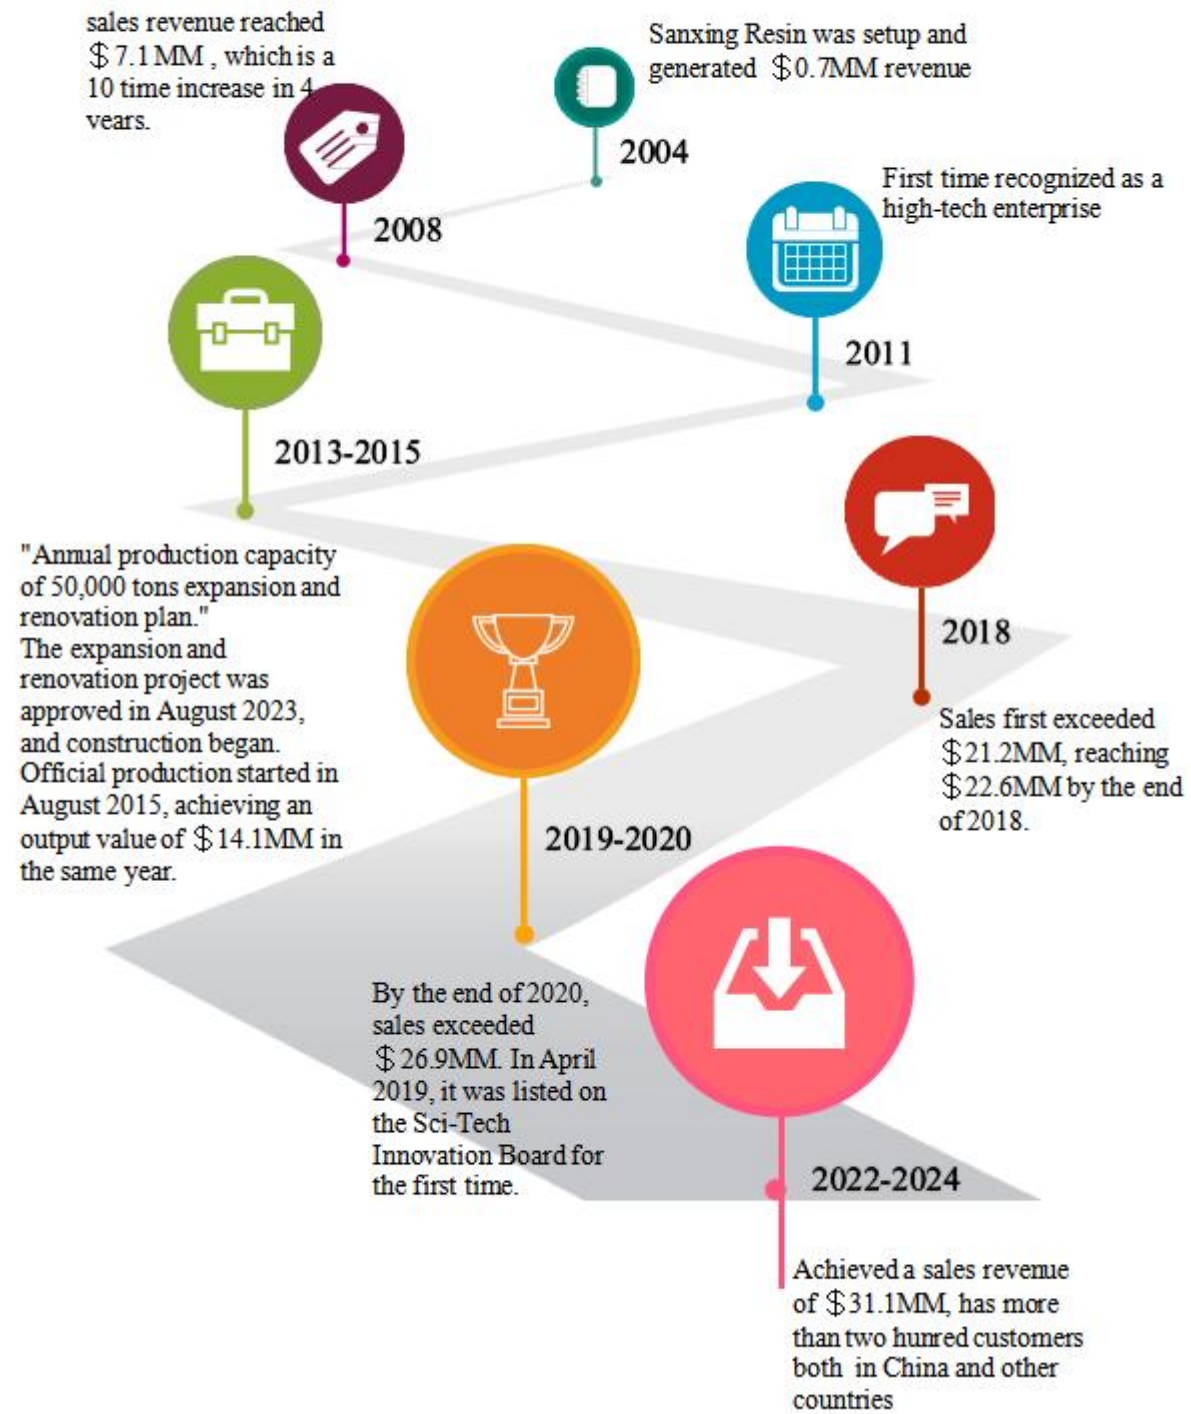 sales revenue reached
$ 7.1MM , which is a
10 time increase in 4
years.
2008
Sanxing Resin was setup and
generated $0.7MM revenue
2004
First time recognized as a
high-tech enterprise
2011
2013-2015
"Annual production capacity
of 50,000 tons expansion and
renovation plan."
The expansion and
renovation project was
approved in August 2023,
and construction began.
Official production started in
August 2015, achieving an
output value of $14.1MM in
the same year.
2018
Sales first exceeded
$21.2MM, reaching
$22.6MM by the end
of 2018.
2019-2020
By the end of 2020,
sales exceeded
$26.9MM. In April
2019, it was listed on
the Sci-Tech
Innovation Board for
the first time.
2022-2024
Achieved a sales revenue
of $31.1MM, has more
than two hunred customers
both in China and other
countries